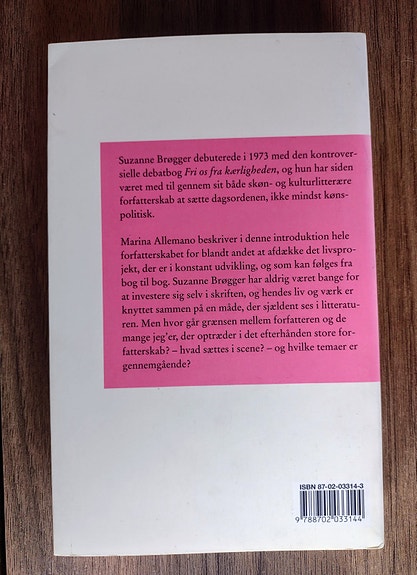 Suzanne Brøgger debuterede i 1973 med den kontrover-
sielle debatbog Fri os fra kærligheden, og hun har siden
været med til gennem sit både skøn- og kulturlitterære
forfatterskab at sætte dagsordenen, ikke mindst køns-
politisk.
Marina Allemano beskriver i denne introduktion hele
forfatterskabet for blandt andet at afdække det livspro-
jekt, der er i konstant udvikling, og som kan følges fra
bog til bog. Suzanne Brøgger har aldrig været bange for
at investere sig selv i skriften, og hendes liv og værk er
knyttet sammen på en måde, der sjældent ses i litteratu-
ren. Men hvor går grænsen mellem forfatteren og de
mange jeg'er, der optræder i det efterhånden store for-
fatterskab? – hvad sættes i scene? – og hvilke temaer er
gennemgående?
ISBN 87-02-03314-3
9 788702 033144